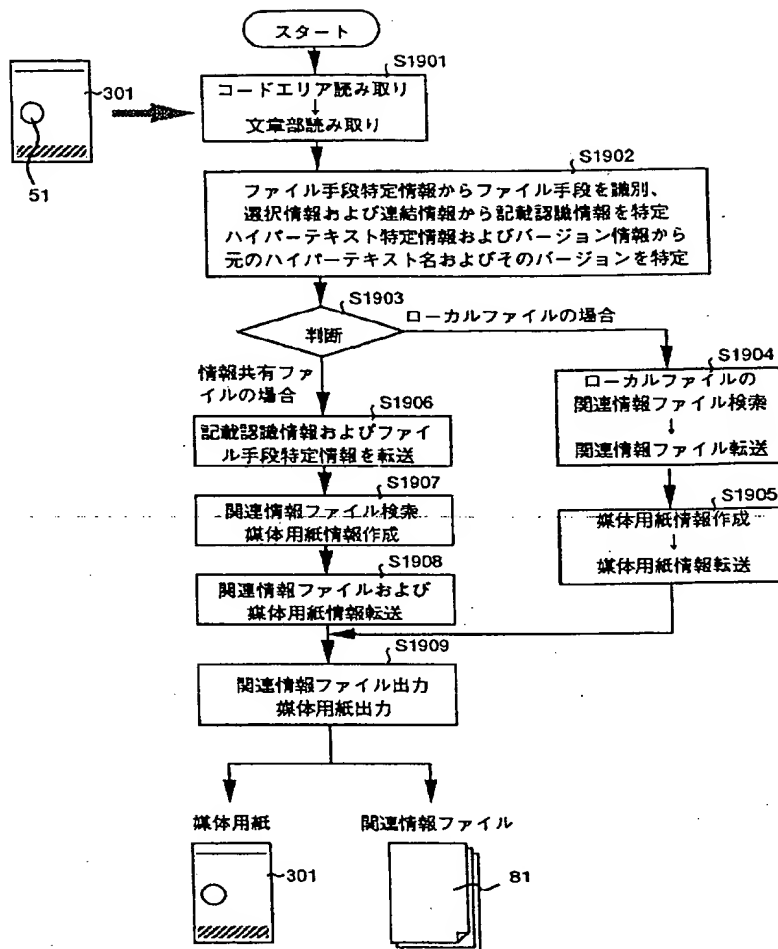 スタート
S1901
301
コードエリア読み取り
↓
文章部読み取り
51
S1902
ファイル手段特定情報からファイル手段を識別、
選択情報および連結情報から記載認識情報を特定
ハイパーテキスト特定情報およびバージョン情報から
元のハイパーテキスト名およびそのバージョンを特定
S1903
判断
ローカルファイルの場合
情報共有ファ
イルの場合
S1904
ローカルファイルの
関連情報ファイル検索
↓
関連情報ファイル転送
S1906
記載認識情報およびファイ
ル手段特定情報を転送
S1907
関連情報ファイル検索
媒体用紙情報作成
S1905
媒体用紙情報作成
↓
媒体用紙情報転送
S1908
関連情報ファイルおよび
媒体用紙情報転送
S1909
関連情報ファイル出力
媒体用紙出力
媒体用紙
関連情報ファイル
301
81